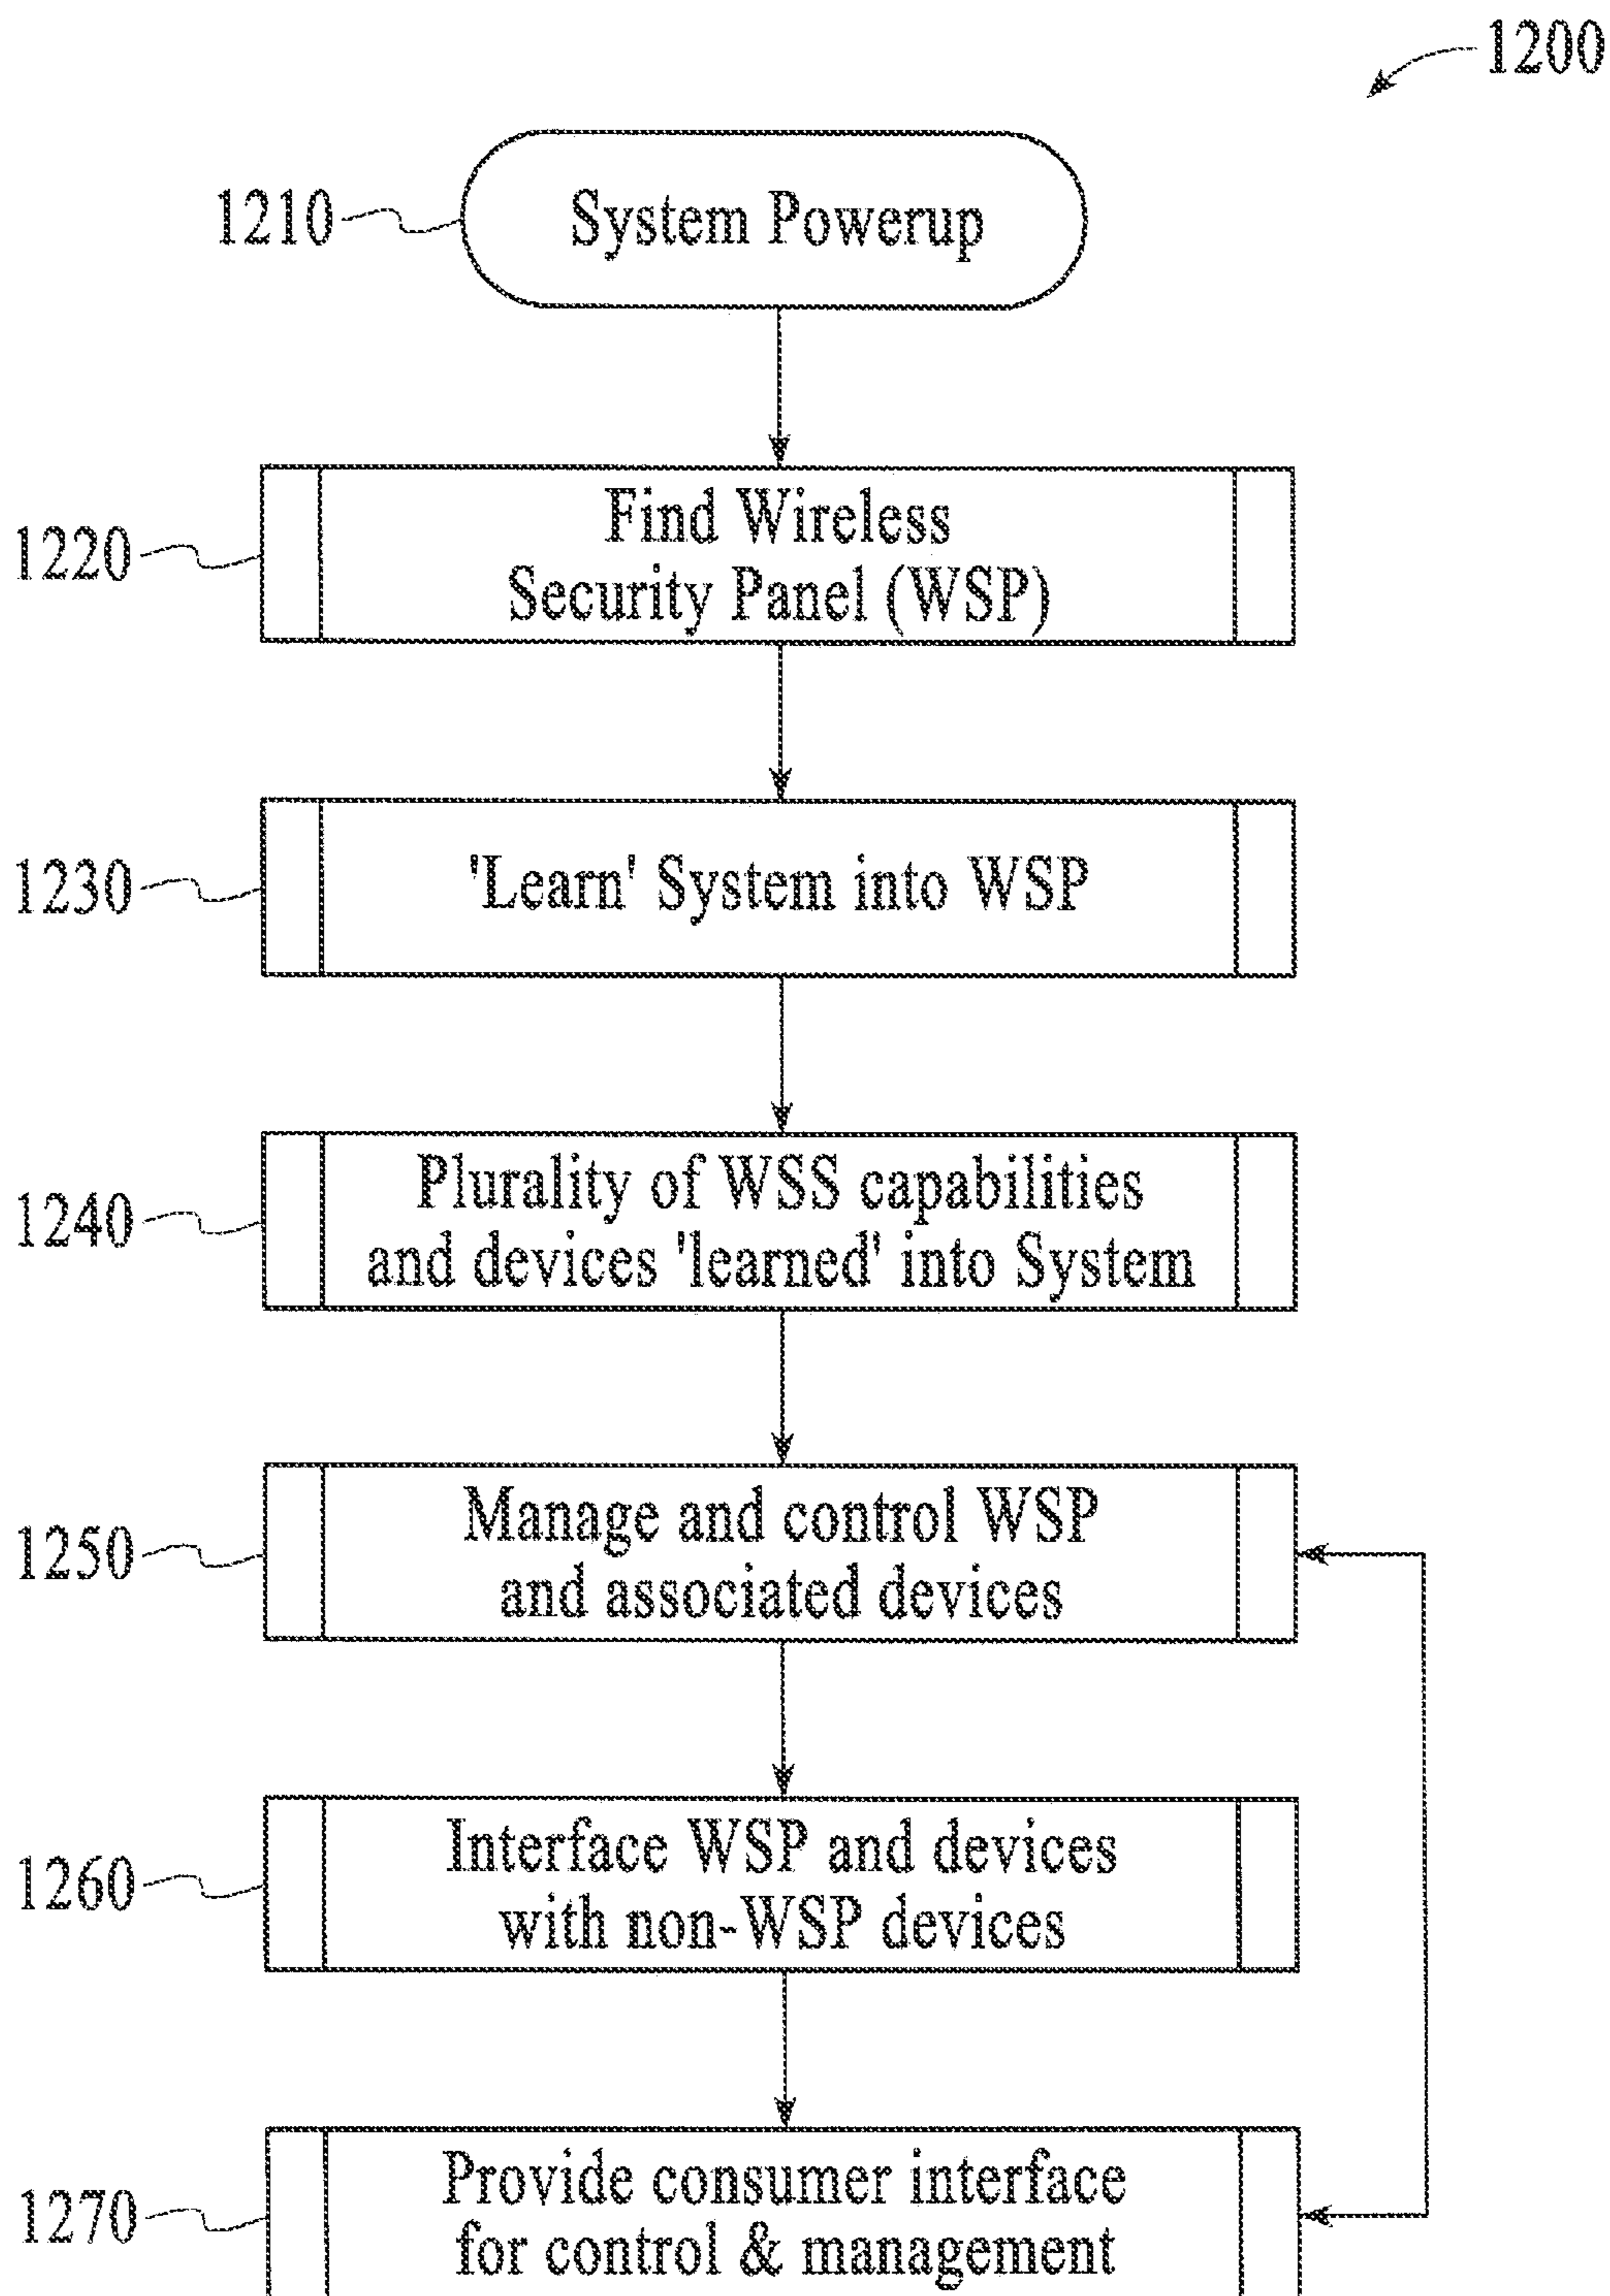 1200
1210
System Powerup
1220
Find Wireless
Security Panel (WSP)
1230
'Learn' System into WSP
1240
Plurality of WSS capabilities
and devices 'learned' into System
1250
Manage and control WSP
and associated devices
1260
Interface WSP and devices
with non-WSP devices
1270
Provide consumer interface
for control & management